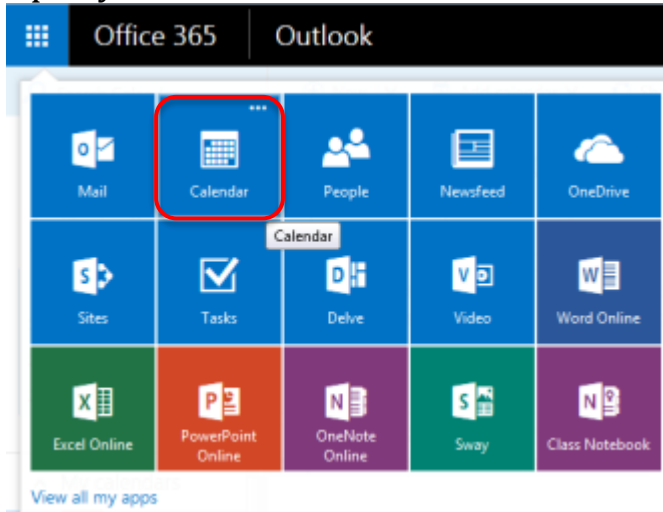 Office 365 Outlook
Mail Calendar People Newsfeed OneDrive
Calendar
Sites Tasks Delve Video Word Online
Excel Online PowerPoint Online OneNote Online Sway Class Notebook
View all my apps